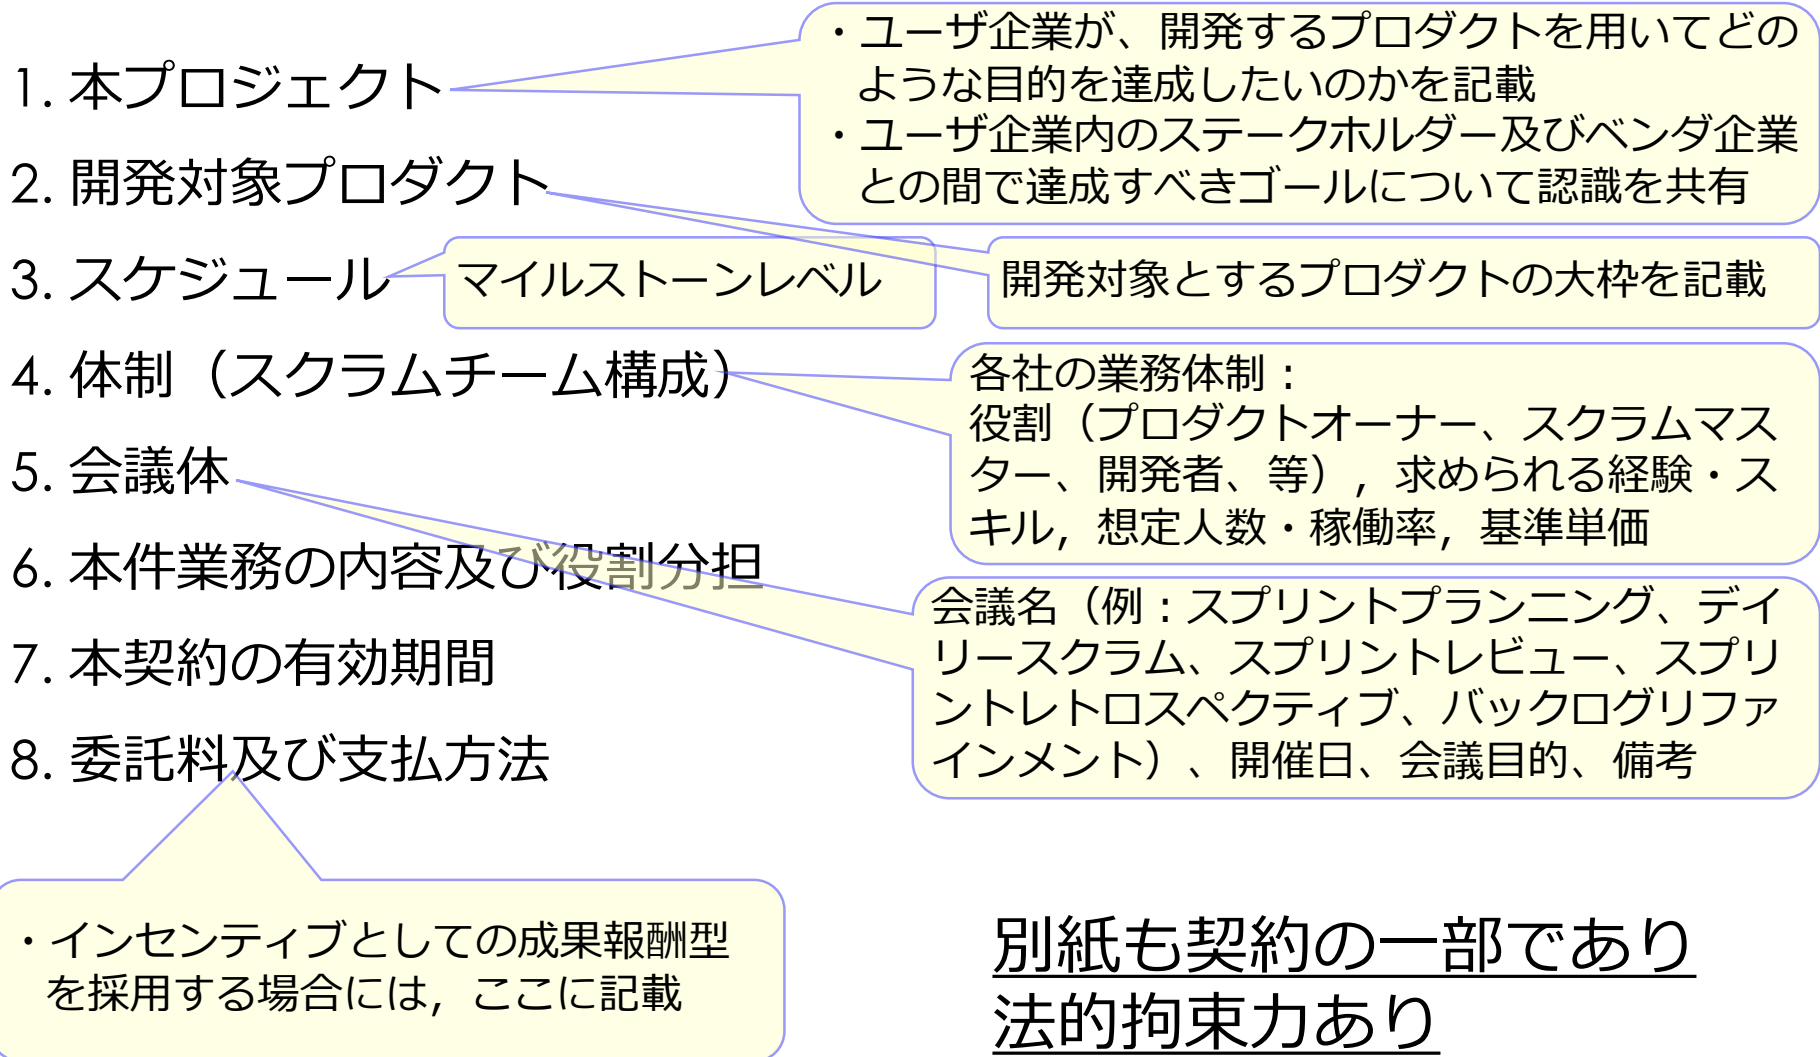 1. 本プロジェクト
・ユーザ企業が、開発するプロダクトを用いてどの
ような目的を達成したいのかを記載
・ユーザ企業内のステークホルダー及びベンダ企業
との間で達成すべきゴールについて認識を共有
2. 開発対象プロダクト
開発対象とするプロダクトの大枠を記載
3. スケジュール
マイルストーンレベル
4. 体制（スクラムチーム構成）
各社の業務体制：
役割（プロダクトオーナー、スクラムマス
ター、開発者、等），求められる経験・ス
キル，想定人数・稼働率，基準単価
5. 会議体
会議名（例：スプリントプランニング、デイ
リースクラム、スプリントレビュー、スプリ
ントレトロスペクティブ、バックログリファ
インメント）、開催日、会議目的、備考
6. 本件業務の内容及び役割分担
7. 本契約の有効期間
8. 委託料及び支払方法
・インセンティブとしての成果報酬型
を採用する場合には，ここに記載
別紙も契約の一部であり
法的拘束力あり